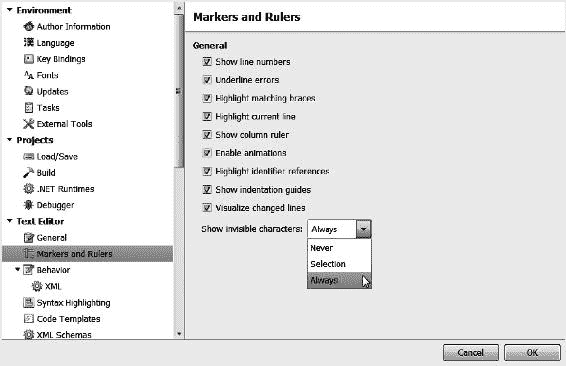 Environment
Author Information
Language
Key Bindings
Fonts
Updates
Tasks
External Tools
Projects
Load/Save
Build
.NET Runtimes
Debugger
Text Editor
General
Markers and Rulers
Behavior
XML
Syntax Highlighting
Code Templates
XML Schemas
Markers and Rulers
General
Show line numbers
Underline errors
Highlight matching braces
Highlight current line
Show column ruler
Enable animations
Highlight identifier references
Show indentation guides
Visualize changed lines
Show invisible characters: Always
Never
Selection
Always
Cancel OK